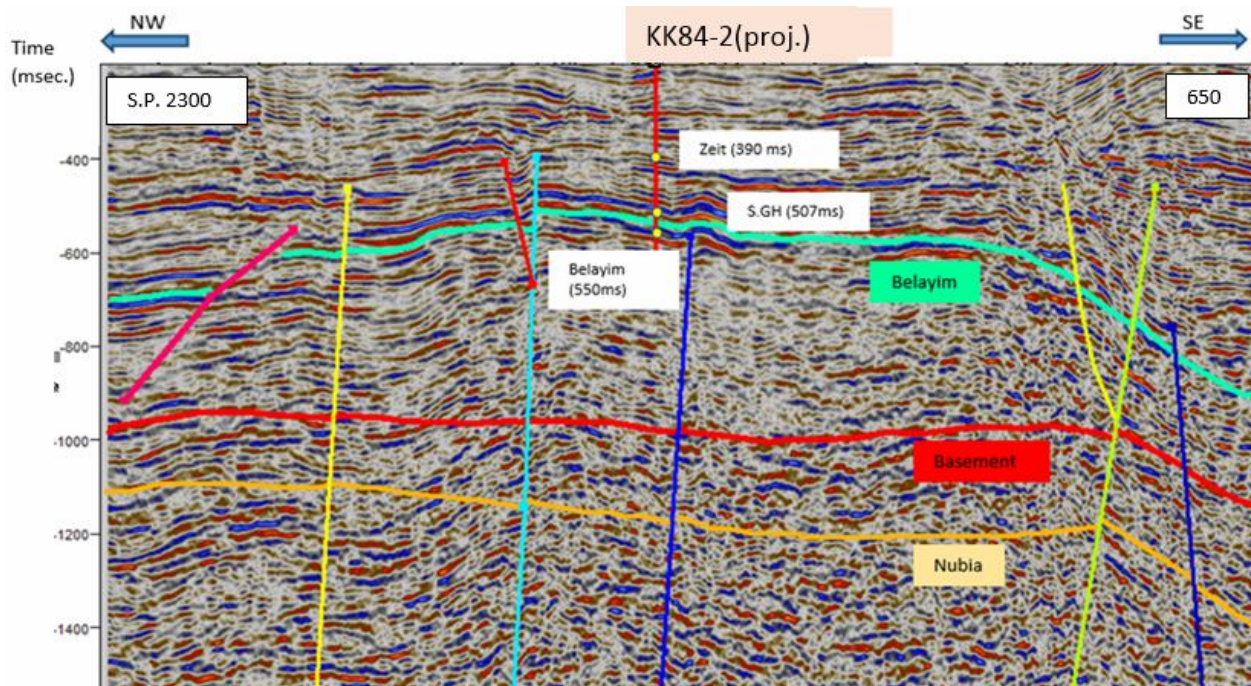 NW
KK84-2(proj.)
SE
Time
(msec.)
S.P. 2300
650
-400
Zeit (390 ms)
S.GH (507ms)
-600
Belayim
(550ms)
Belayim
-800
-1000
Basement
-1200
Nubia
-1400